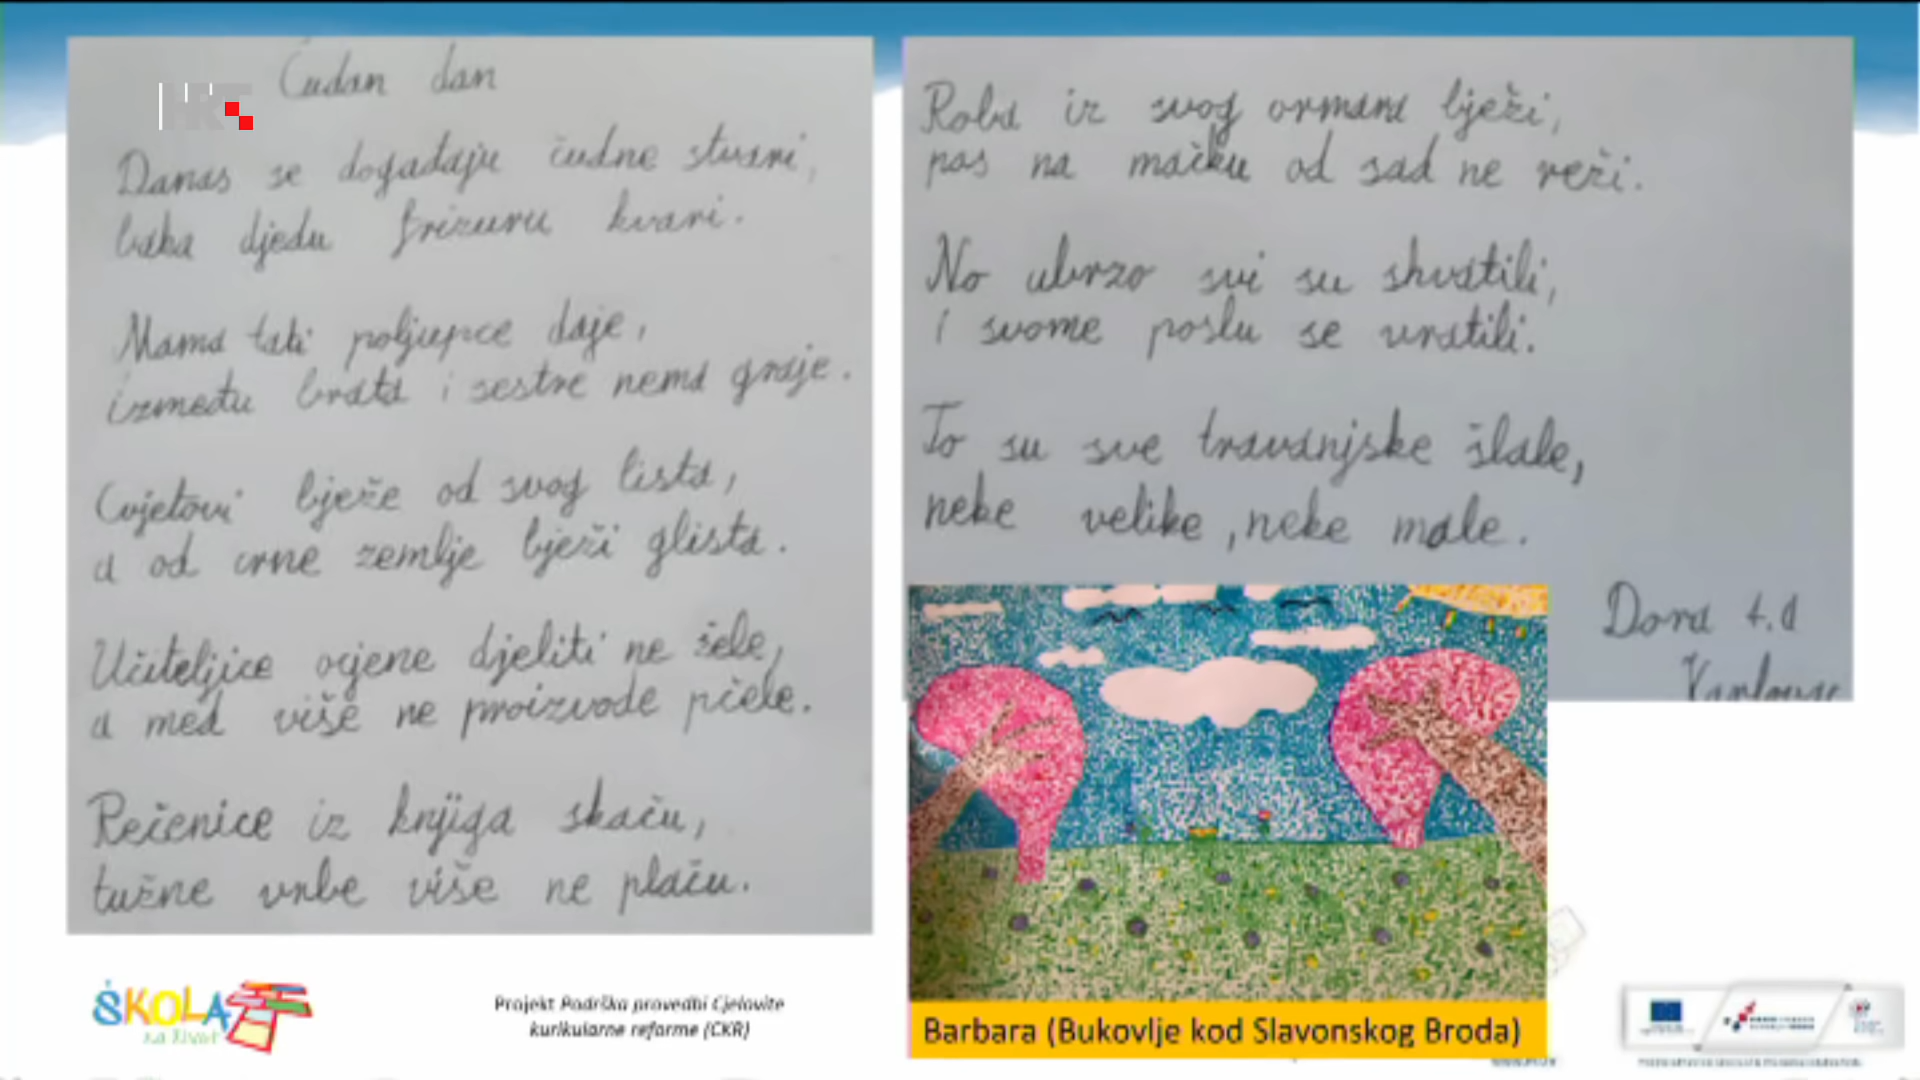 Čudan dan
HRT
Danas se događaju čudne stvari,
baka djedu frizuru kvari.
Mama tati poljupce daje,
između brata i sestre nema graje.
Cvjetovi bježe od svog lista,
a od crne zemlje bježi glista.
Učiteljice ocjene djeliti ne žele,
a med više ne proizvode pčele.
Rečenice iz knjiga skaču,
tužne vrbe više ne plaču.
Roba iz svog ormara bježi,
pas na mačku od sad ne reži.
No ubrzo svi su shvatili,
i svome poslu se vratili.
To su sve travanjske šale,
neke velike, neke male.
Dora 4.d
Karlovac
Barbara (Bukovlje kod Slavonskog Broda)
ŠKOLA
za život
Projekt Podrška provedbi Cjelovite
kurikularne reforme (CKR)